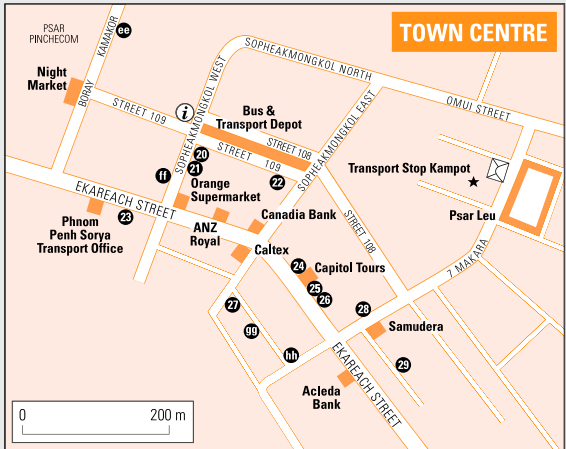 TOWN CENTRE
PSAR
PINCHECOM
KAMAKOR
BORAY
ee
Night
Market
SOPHEAKMONGKOL WEST
SOPHEAKMONGKOL NORTH
SOPHEAKMONGKOL EAST
OMUI STREET
STREET 109
i
Bus &
Transport Depot
STREET 108
STREET 109
20
21
22
ff
Orange
Supermarket
Transport Stop Kampot
Psar Leu
EKAREACH STREET
23
Phnom
Penh Sorya
Transport Office
ANZ
Royal
Canadia Bank
Caltex
STREET 108
7 MAKARA
24
Capitol Tours
25
26
27
28
gg
hh
Samudera
29
EKAREACH STREET
Acleda
Bank
0
200 m